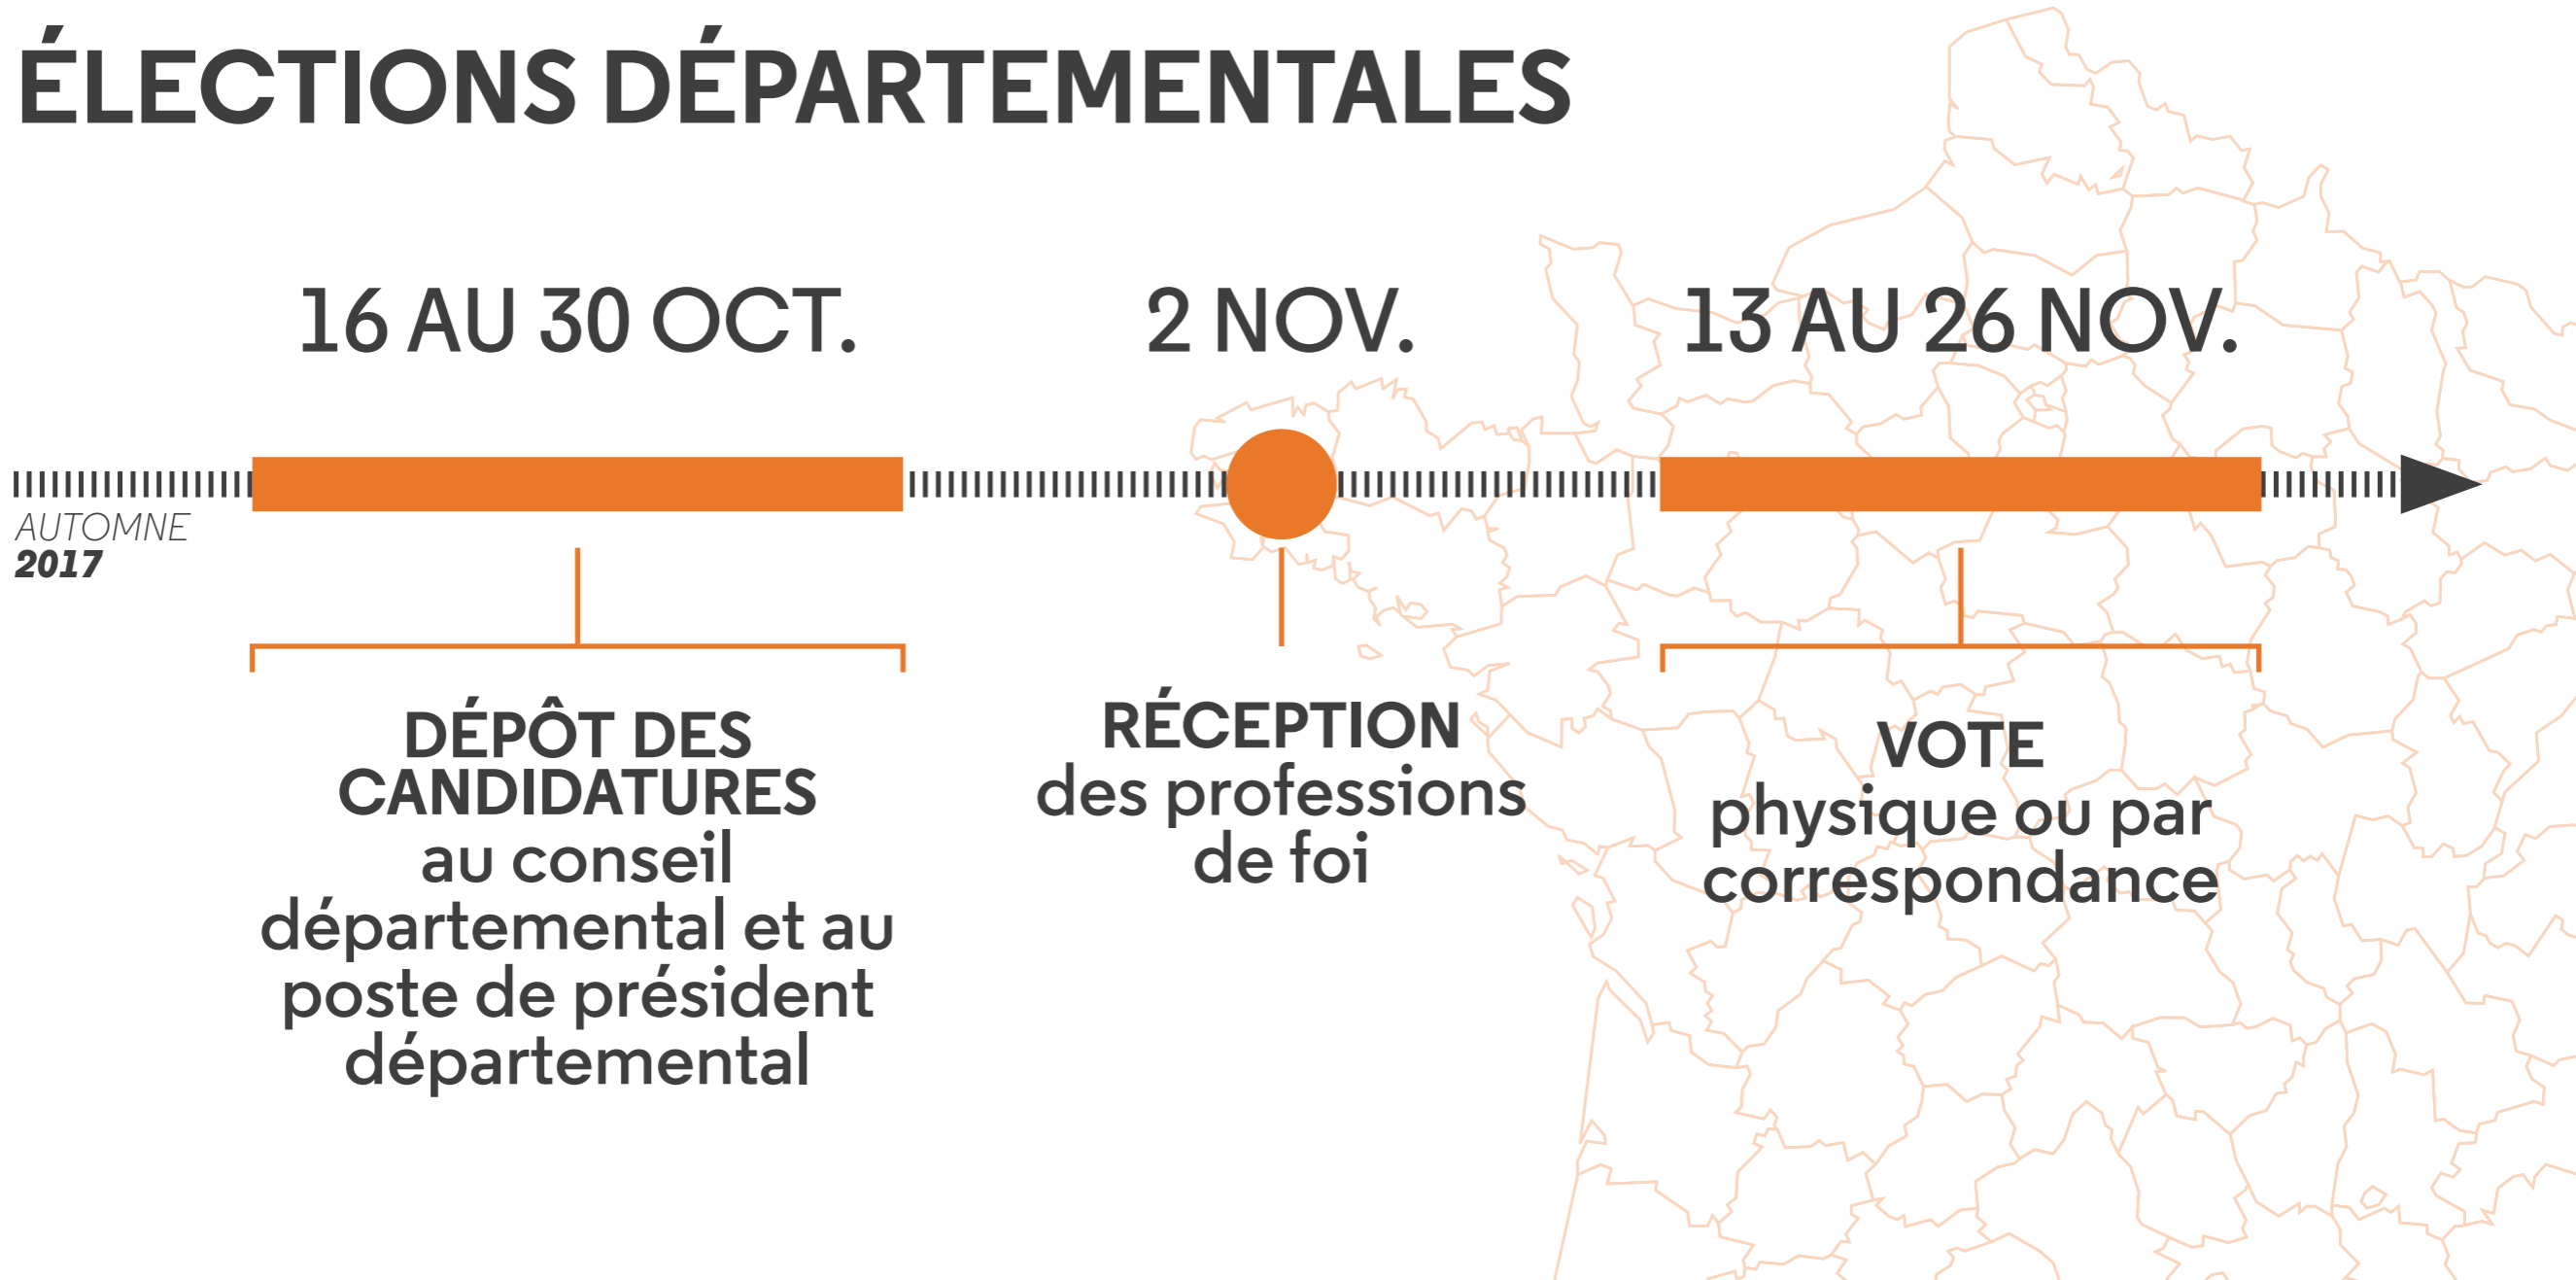 ÉLECTIONS DÉPARTEMENTALES
16 AU 30 OCT.
2 NOV.
13 AU 26 NOV.
AUTOMNE
2017
DÉPÔT DES
CANDIDATURES
au conseil
départemental et au
poste de président
départemental
RÉCEPTION
des professions
de foi
VOTE
physique ou par
correspondance